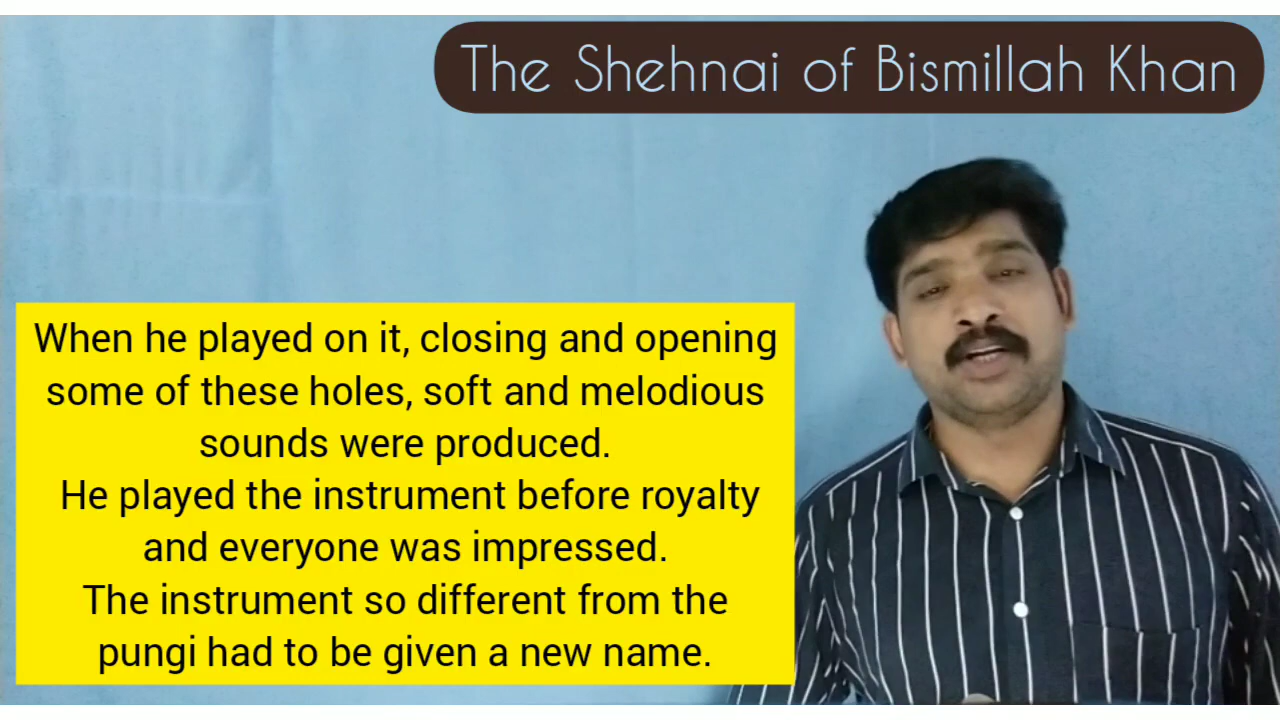 The Shehnai of Bismillah Khan
When he played on it, closing and opening
some of these holes, soft and melodious
sounds were produced.
He played the instrument before royalty
and everyone was impressed.
The instrument so different from the
pungi had to be given a new name.